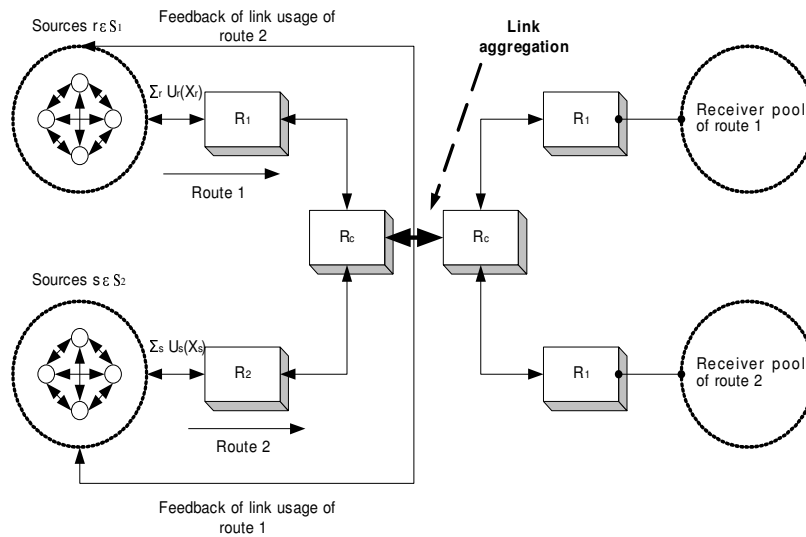 Feedback of link usage of
route 2
Link
aggregation
Sources rεS1
Σr Ur(Xr)
R1
Route 1
R1
Receiver pool
of route 1
Rc
Rc
Sources s ε S2
Σs Us(Xs)
R2
Route 2
R1
Receiver pool
of route 2
Feedback of link usage of
route 1